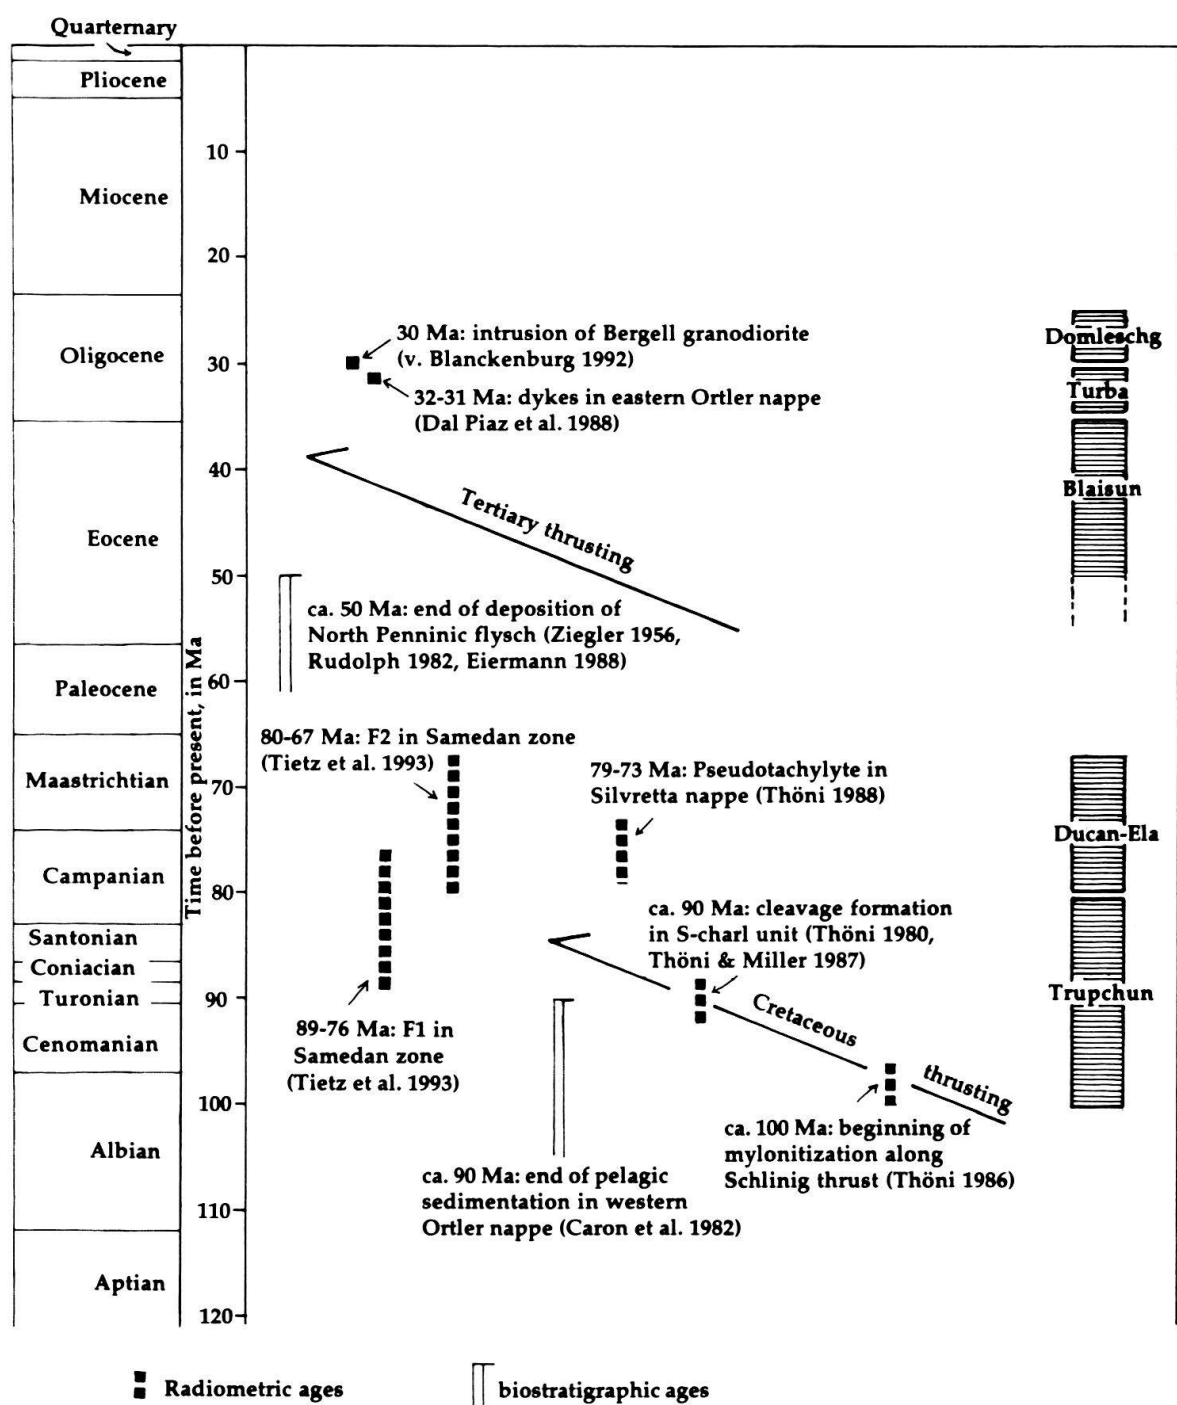 Quarternary
Pliocene
Miocene
Oligocene
Eocene
Paleocene
Maastrichtian
Campanian
Santonian
Coniacian
Turonian
Cenomanian
Albian
Aptian
Time before present, in Ma
10
20
30
40
50
60
70
80
90
100
110
120
30 Ma: intrusion of Bergell granodiorite
(v. Blanckenburg 1992)
32-31 Ma: dykes in eastern Ortler nappe
(Dal Piaz et al. 1988)
Tertiary thrusting
ca. 50 Ma: end of deposition of
North Penninic flysch (Ziegler 1956,
Rudolph 1982, Eiermann 1988)
80-67 Ma: F2 in Samedan zone
(Tietz et al. 1993)
79-73 Ma: Pseudotachylyte in
Silvretta nappe (Thöni 1988)
ca. 90 Ma: cleavage formation
in S-charl unit (Thöni 1980,
Thöni & Miller 1987)
Cretaceous
thrusting
89-76 Ma: F1 in
Samedan zone
(Tietz et al. 1993)
ca. 100 Ma: beginning of
mylonitization along
Schlinig thrust (Thöni 1986)
ca. 90 Ma: end of pelagic
sedimentation in western
Ortler nappe (Caron et al. 1982)
Domleschg
Turba
Blaisun
Ducan-Ela
Trupchun
Radiometric ages
biostratigraphic ages